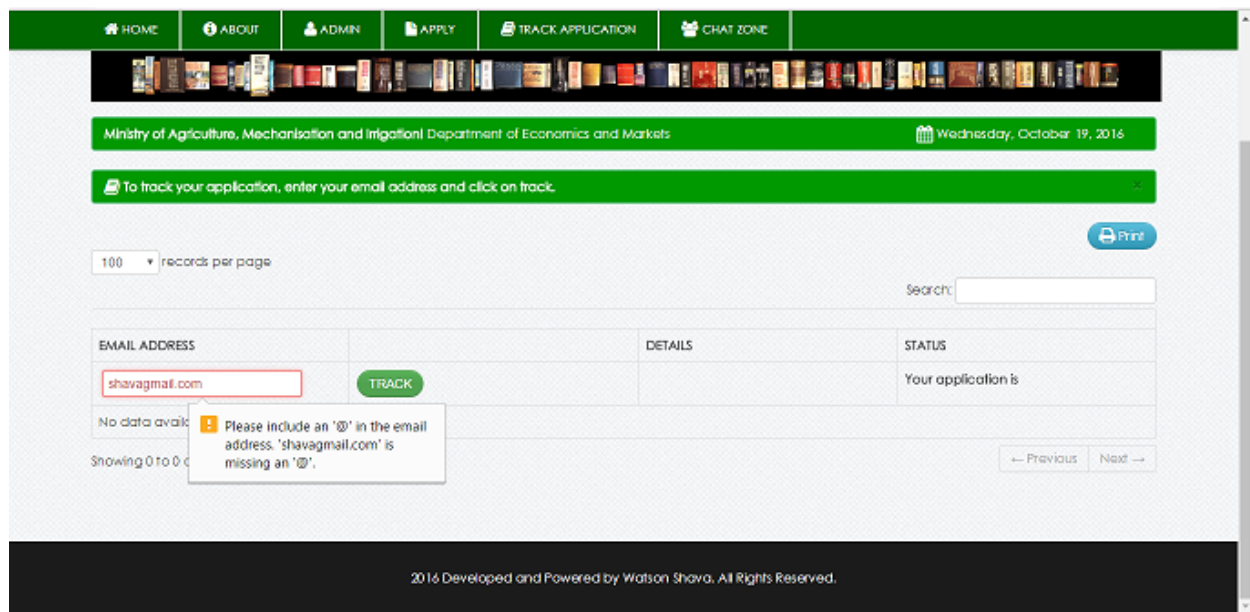 HOME ABOUT ADMIN APPLY TRACK APPLICATION CHAT ZONE
Ministry of Agriculture, Mechanisation and Irrigation| Department of Economics and Markets Wednesday, October 19, 2016
To track your application, enter your email address and click on track. ×
Print
100 records per page
Search:
EMAIL ADDRESS DETAILS STATUS
shavagmail.com TRACK Your application is
No data
Please include an '@' in the email
address. 'shavagmail.com' is
missing an '@'.
Showing 0 to 0
← Previous Next →
2016 Developed and Powered by Watson Shava. All Rights Reserved.